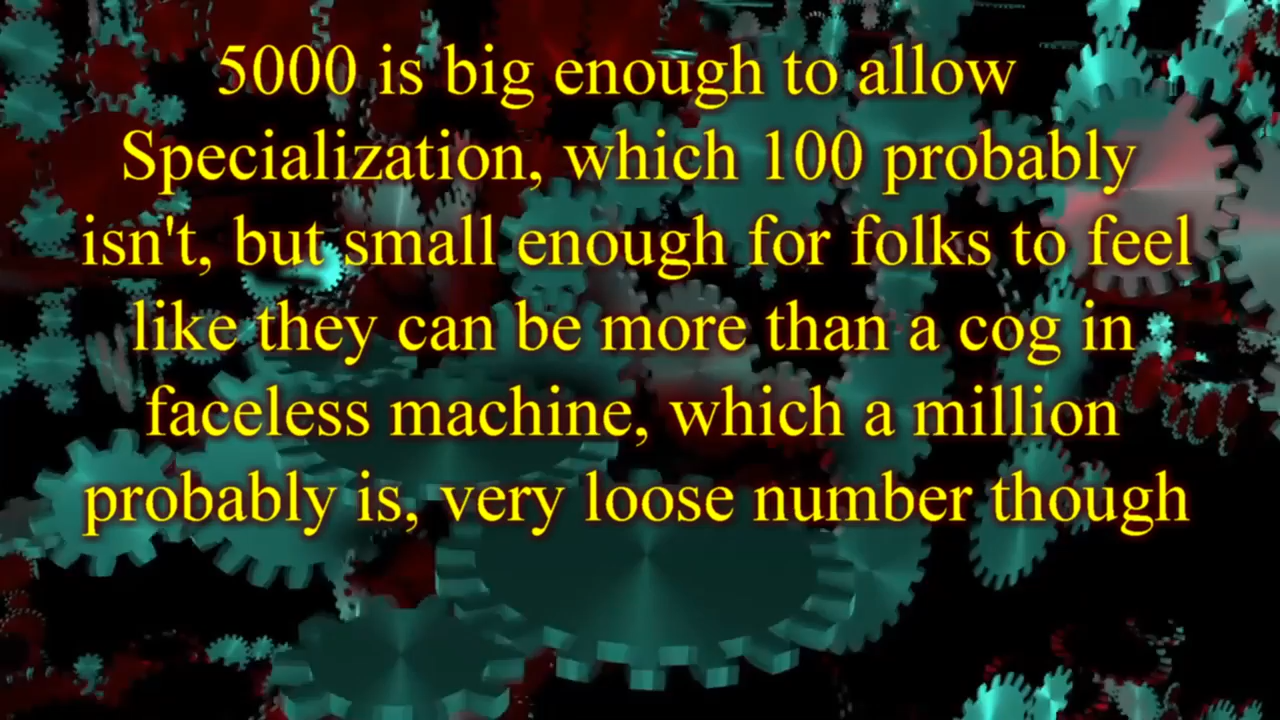 5000 is big enough to allow
Specialization, which 100 probably
isn't, but small enough for folks to feel
like they can be more than a cog in
faceless machine, which a million
probably is, very loose number though